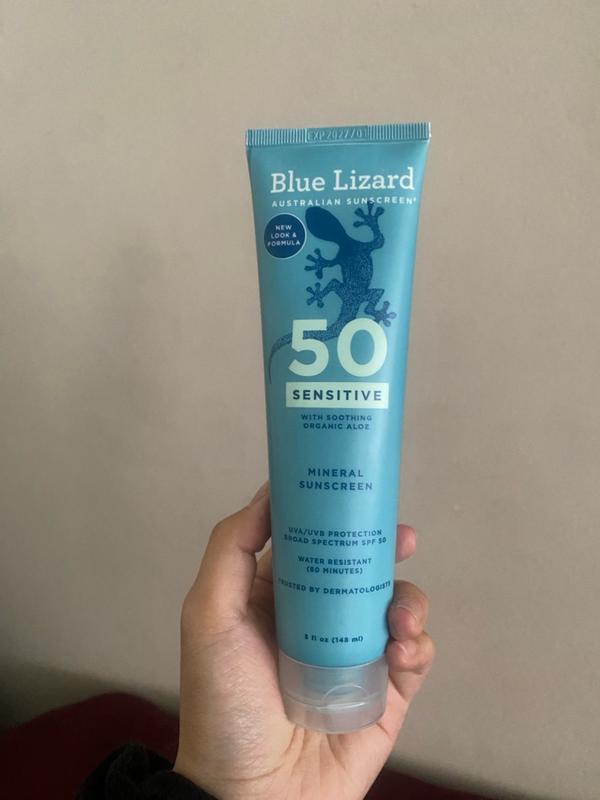 Blue Lizard
AUSTRALIAN SUNSCREEN®
NEW
LOOK &
FORMULA
50
SENSITIVE
WITH SOOTHING
ORGANIC ALOE
MINERAL
SUNSCREEN
UVA/UVB PROTECTION
BROAD SPECTRUM SPF 50
WATER RESISTANT
(80 MINUTES)
TRUSTED BY DERMATOLOGISTS
5 fl oz (148 ml)